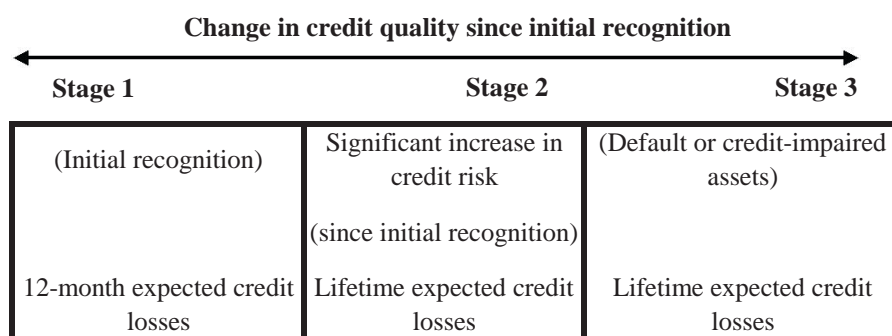 Change in credit quality since initial recognition
Stage 1
Stage 2
Stage 3
(Initial recognition)
Significant increase in
credit risk
(since initial recognition)
(Default or credit-impaired
assets)
12-month expected credit
losses
Lifetime expected credit
losses
Lifetime expected credit
losses